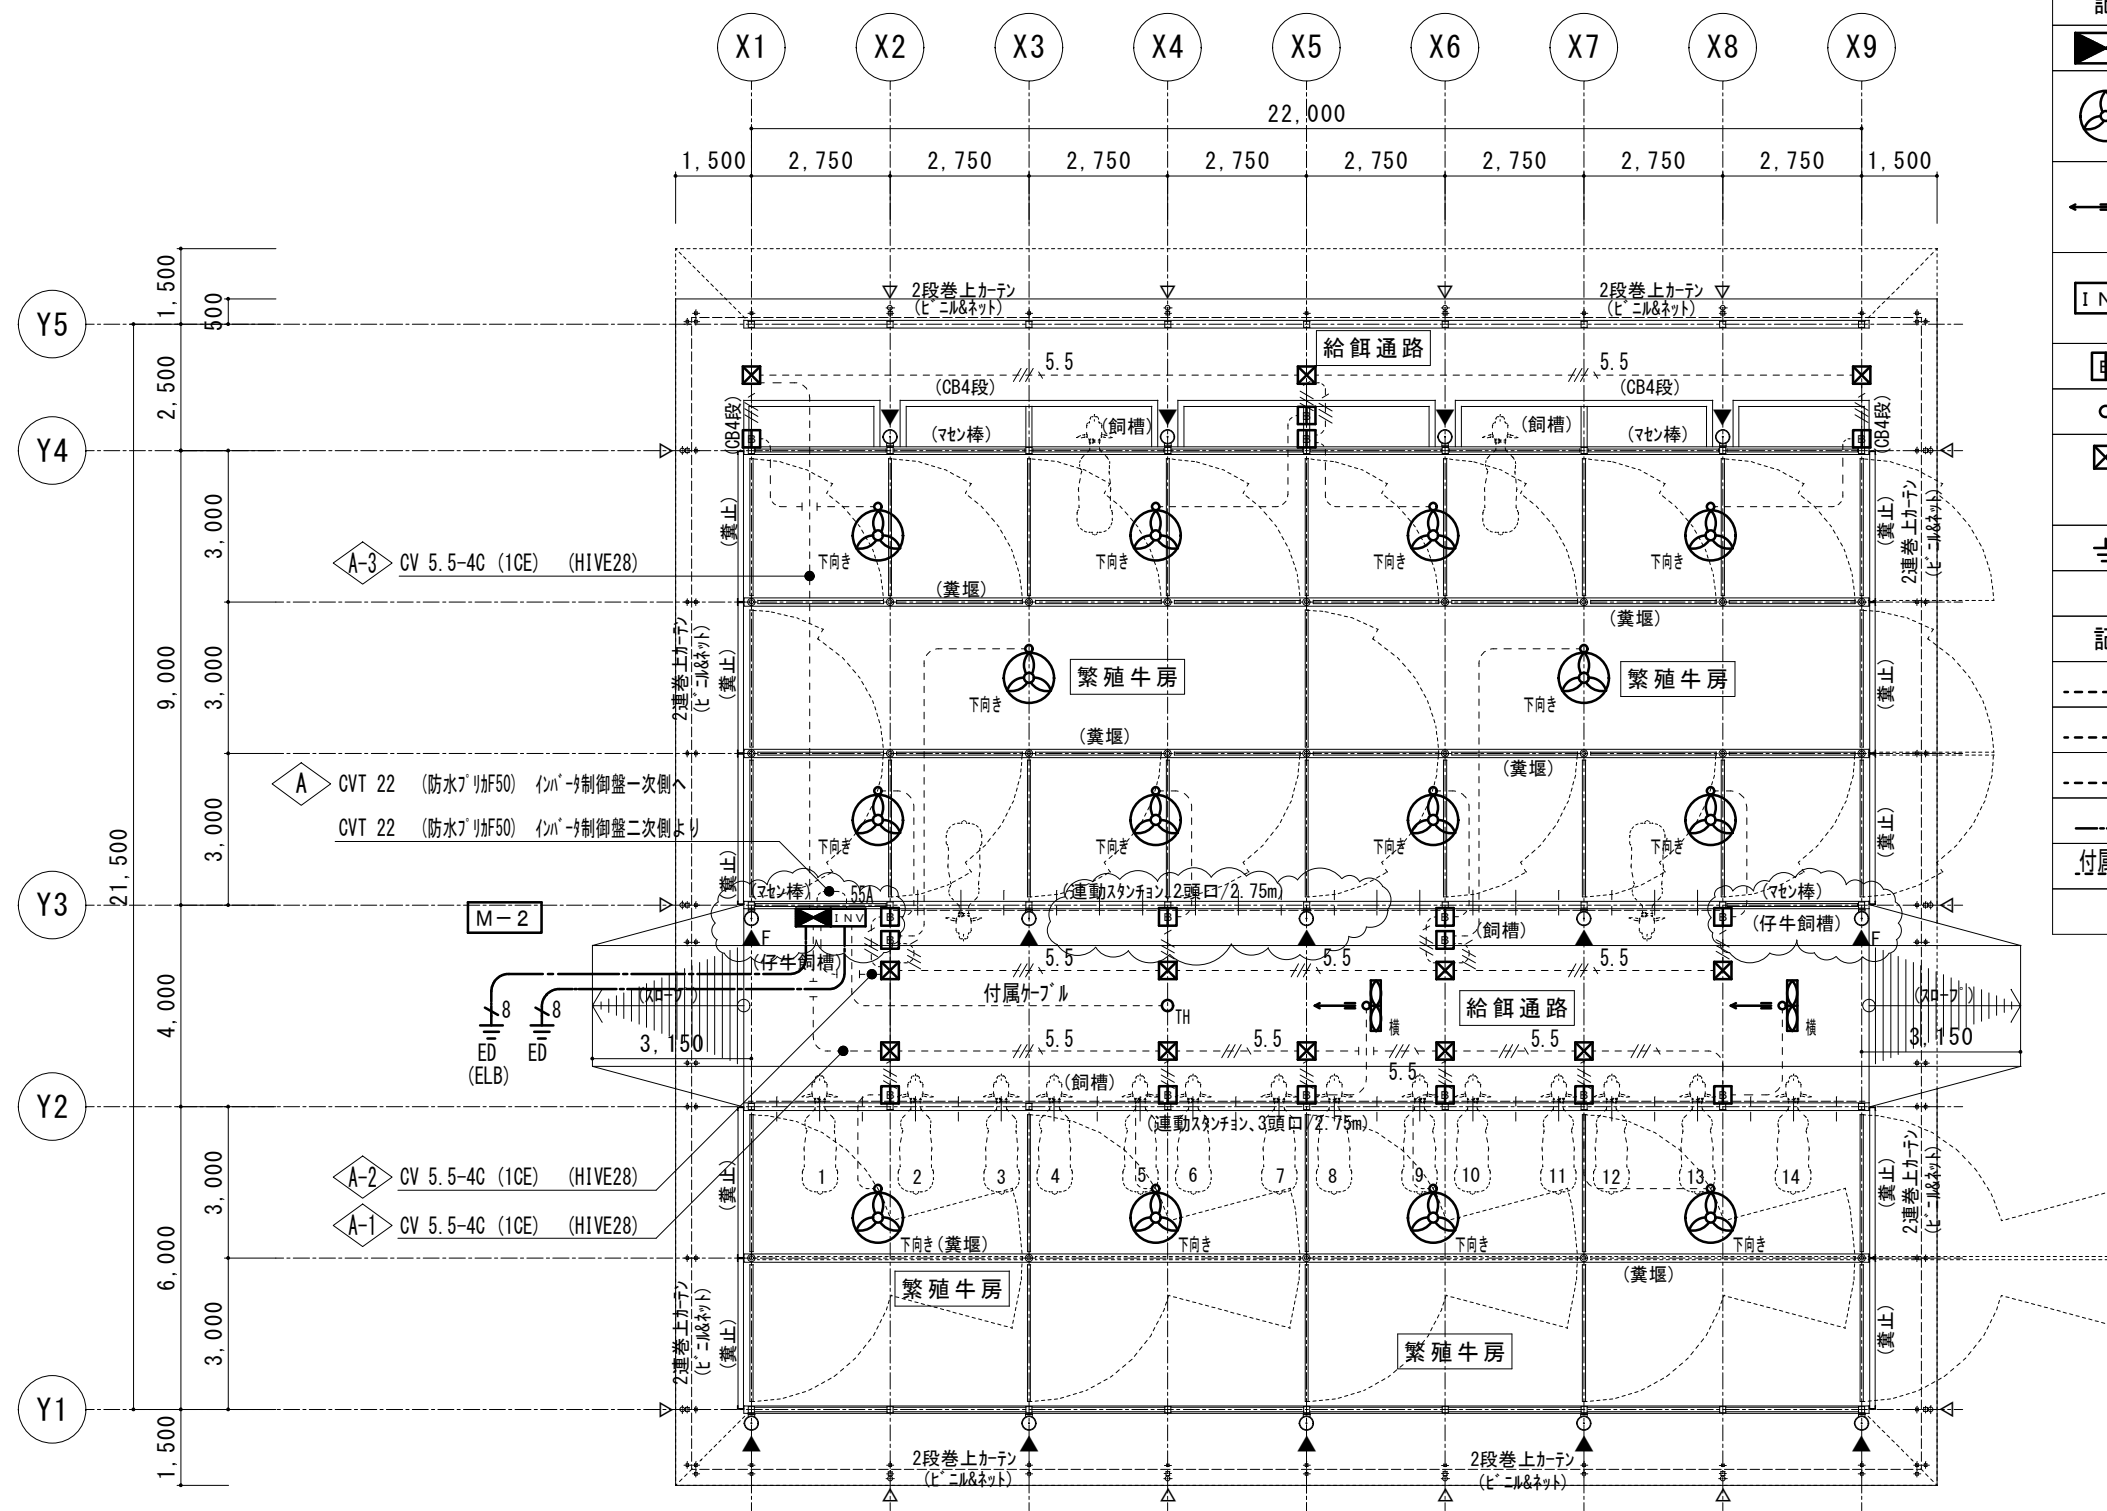 X1 X2 X3 X4 X5 X6 X7 X8 X9
22,000
1,500 2,750 2,750 2,750 2,750 2,750 2,750 2,750 2,750 1,500
1,500
500
2段巻上カーテン
(ビニル&ネット)
2段巻上カーテン
(ビニル&ネット)
Y5
給餌通路
2,500
5.5
5.5
(CB4段)
(CB4段)
(CB4段)
(CB4段)
(マセン棒)
(飼槽)
(飼槽)
(マセン棒)
B B B B
Y4
3,000
(糞止)
(糞止)
2連巻上カーテン
(ビニル&ネット)
下向き 下向き 下向き 下向き
A-3 CV 5.5-4C (1CE) (HIVE28)
(糞堰)
(糞堰)
9,000
3,000
2連巻上カーテン
(ビニル&ネット)
(糞止)
繁殖牛房
繁殖牛房
(糞止)
下向き 下向き
(糞堰)
(糞堰)
A CVT 22 (防水プリカF50) インバータ制御盤一次側へ
CVT 22 (防水プリカF50) インバータ制御盤二次側より
3,000
21,500
下向き 下向き 下向き 下向き
(糞止)
(糞止)
(マセン棒)
55A
(連動スタンチョン、2頭口/2.75m)
(マセン棒)
Y3
M-2
INV
B B B B B B
(飼槽)
(仔牛飼槽)
F
F
(仔牛飼槽)
5.5 5.5 5.5
4,000
(スロープ)
付属ケーブル
TH
給餌通路
横
横
(スロープ)
8 8
ED ED
(ELB)
3,150
3,150
5.5 5.5 5.5
5.5
(飼槽)
B B B B B B
Y2
(連動スタンチョン、3頭口/2.75m)
1 2 3 4 5 6 7 8 9 10 11 12 13 14
A-2 CV 5.5-4C (1CE) (HIVE28)
3,000
(糞止)
(糞止)
2連巻上カーテン
(ビニル&ネット)
A-1 CV 5.5-4C (1CE) (HIVE28)
下向き (糞堰) 下向き 下向き 下向き
(糞堰)
6,000
繁殖牛房
3,000
2連巻上カーテン
(ビニル&ネット)
(糞止)
繁殖牛房
(糞止)
Y1
1,500
2段巻上カーテン
(ビニル&ネット)
2段巻上カーテン
(ビニル&ネット)
付属